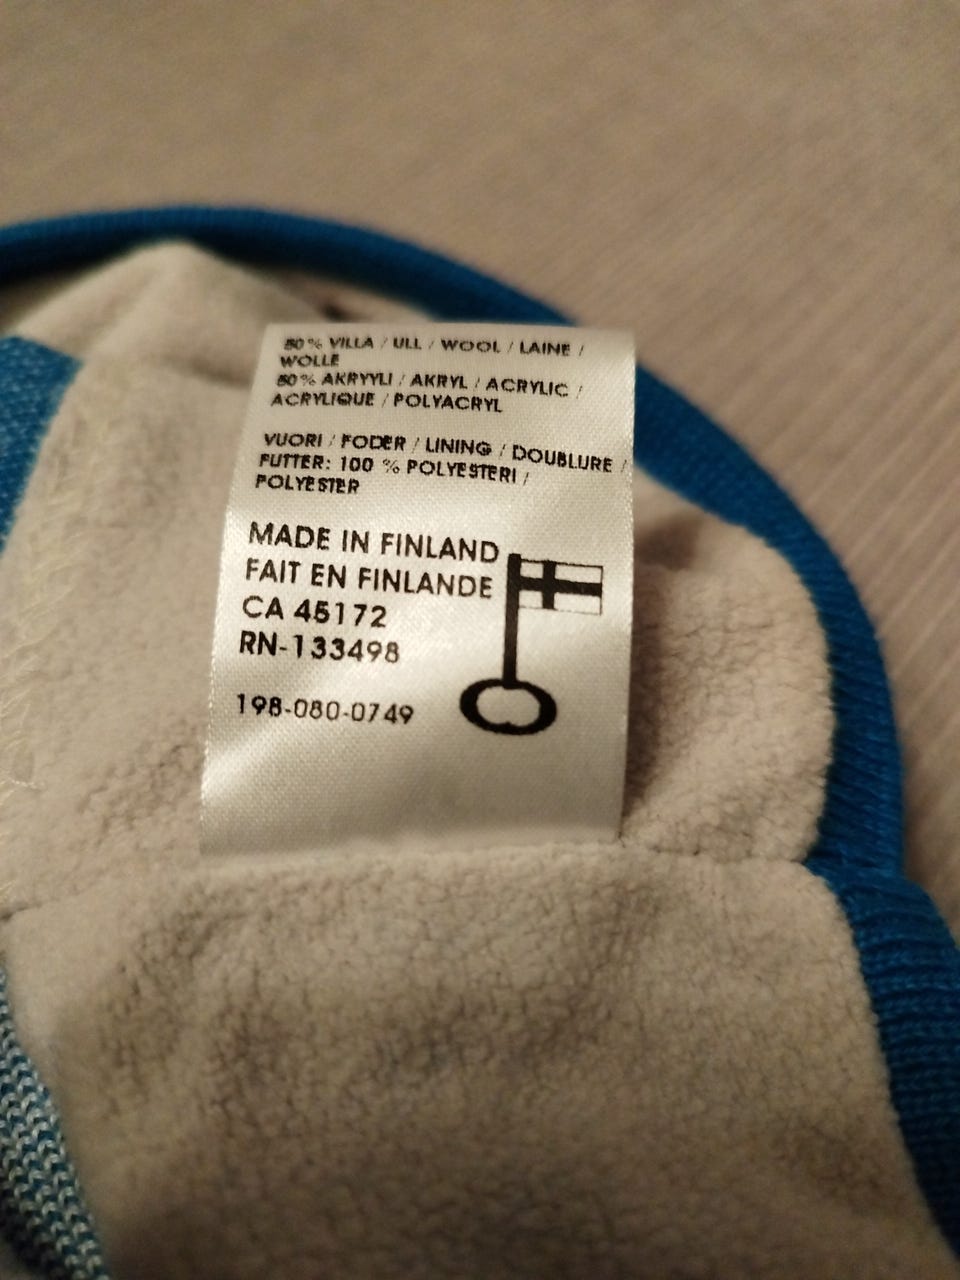 50% VILLA / ULL / WOOL / LAINE /
WOLLE
50% AKRYYLI / AKRYL / ACRYLIC /
ACRYLIQUE / POLYACRYL
VUORI / FODER / LINING / DOUBLURE /
FUTTER: 100 % POLYESTERI /
POLYESTER
MADE IN FINLAND
FAIT EN FINLANDE
CA 45172
RN-133498
198-080-0749